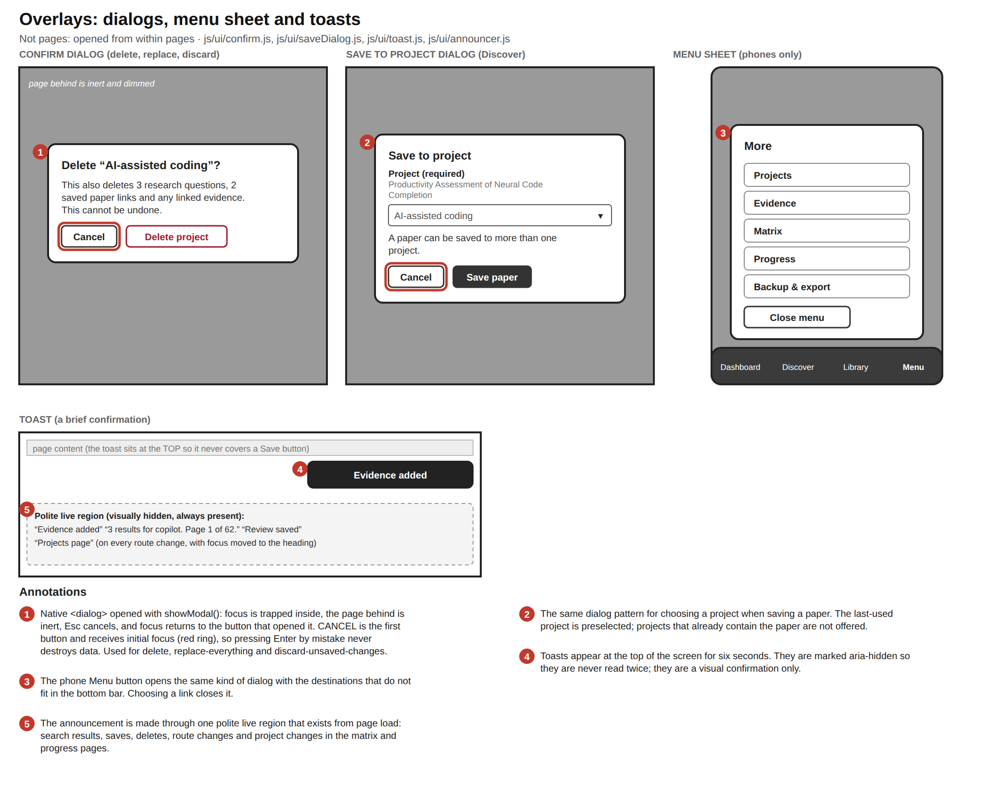 Overlays: dialogs, menu sheet and toasts
Not pages: opened from within pages · js/ui/confirm.js, js/ui/saveDialog.js, js/ui/toast.js, js/ui/announcer.js
CONFIRM DIALOG (delete, replace, discard)
page behind is inert and dimmed
1
Delete “AI-assisted coding”?
This also deletes 3 research questions, 2
saved paper links and any linked evidence.
This cannot be undone.
Cancel
Delete project
SAVE TO PROJECT DIALOG (Discover)
2
Save to project
Project (required)
Productivity Assessment of Neural Code
Completion
AI-assisted coding ▼
A paper can be saved to more than one
project.
Cancel
Save paper
MENU SHEET (phones only)
3
More
Projects
Evidence
Matrix
Progress
Backup & export
Close menu
Dashboard
Discover
Library
Menu
TOAST (a brief confirmation)
page content (the toast sits at the TOP so it never covers a Save button)
4
Evidence added
5
Polite live region (visually hidden, always present):
“Evidence added” “3 results for copilot. Page 1 of 62.” “Review saved”
“Projects page” (on every route change, with focus moved to the heading)
Annotations
1
Native <dialog> opened with showModal(): focus is trapped inside, the page behind is
inert, Esc cancels, and focus returns to the button that opened it. CANCEL is the first
button and receives initial focus (red ring), so pressing Enter by mistake never
destroys data. Used for delete, replace-everything and discard-unsaved-changes.
2
The same dialog pattern for choosing a project when saving a paper. The last-used
project is preselected; projects that already contain the paper are not offered.
3
The phone Menu button opens the same kind of dialog with the destinations that do not
fit in the bottom bar. Choosing a link closes it.
4
Toasts appear at the top of the screen for six seconds. They are marked aria-hidden so
they are never read twice; they are a visual confirmation only.
5
The announcement is made through one polite live region that exists from page load:
search results, saves, deletes, route changes and project changes in the matrix and
progress pages.